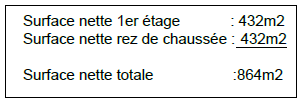 Surface nette 1er étage : 432m2
Surface nette rez de chaussée : 432m2
Surface nette totale :864m2